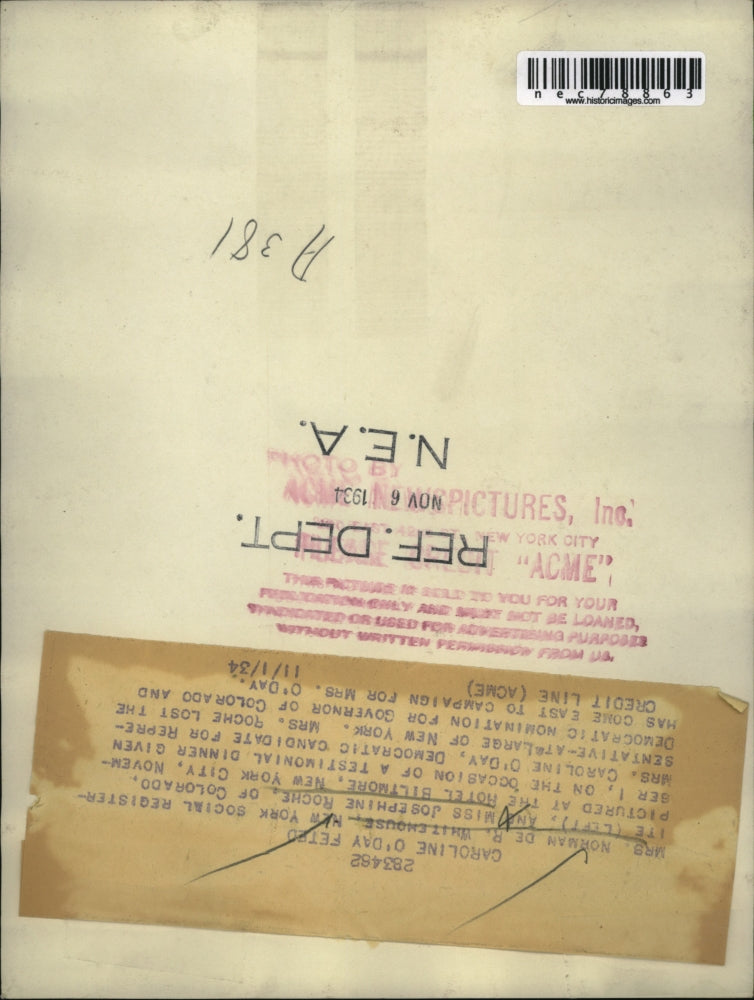 nec78863
www.historicimages.com
A 381
N.E.A.
NOV 6 1934
REF. DEPT.
PHOTO BY
ACME NEWSPICTURES, Inc.
NEW YORK CITY
PLEASE CREDIT "ACME"
THIS PICTURE IS SOLD TO YOU FOR YOUR
PUBLICATION ONLY AND MUST NOT BE LOANED,
SYNDICATED OR USED FOR ADVERTISING PURPOSES
WITHOUT WRITTEN PERMISSION FROM US.
283462
CAROLINE O'DAY FETED
MRS. NORMAN DE R. WHITEHOUSE, NEW YORK SOCIAL REGISTER-
ITE (LEFT), AND MISS JOSEPHINE ROCHE, OF COLORADO,
PICTURED AT THE HOTEL BILTMORE, NEW YORK CITY, NOVEM-
BER 1, ON THE OCCASION OF A TESTIMONIAL DINNER GIVEN
MRS. CAROLINE O'DAY, DEMOCRATIC CANDIDATE FOR REPRE-
SENTATIVE-AT-LARGE OF NEW YORK. MRS. ROCHE LOST THE
DEMOCRATIC NOMINATION FOR GOVERNOR OF COLORADO AND
HAS COME EAST TO CAMPAIGN FOR MRS. O'DAY.
CREDIT LINE (ACME) 11/1/34